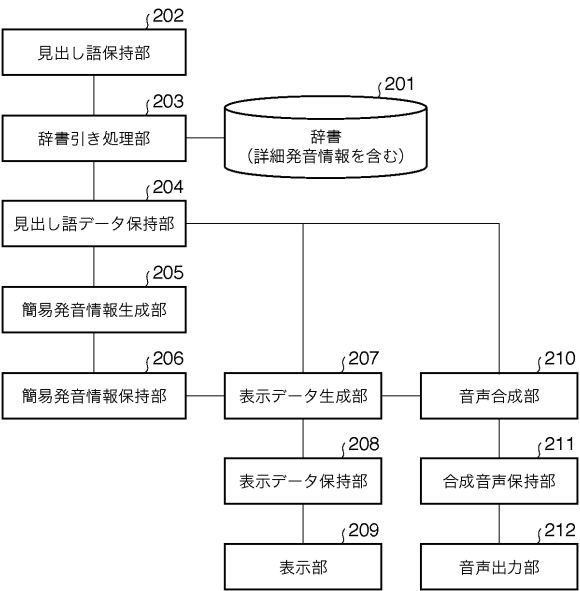 202
見出し語保持部
203
辞書引き処理部
201
辞書
（詳細発音情報を含む）
204
見出し語データ保持部
205
簡易発音情報生成部
206
簡易発音情報保持部
207
表示データ生成部
210
音声合成部
208
表示データ保持部
211
合成音声保持部
209
表示部
212
音声出力部